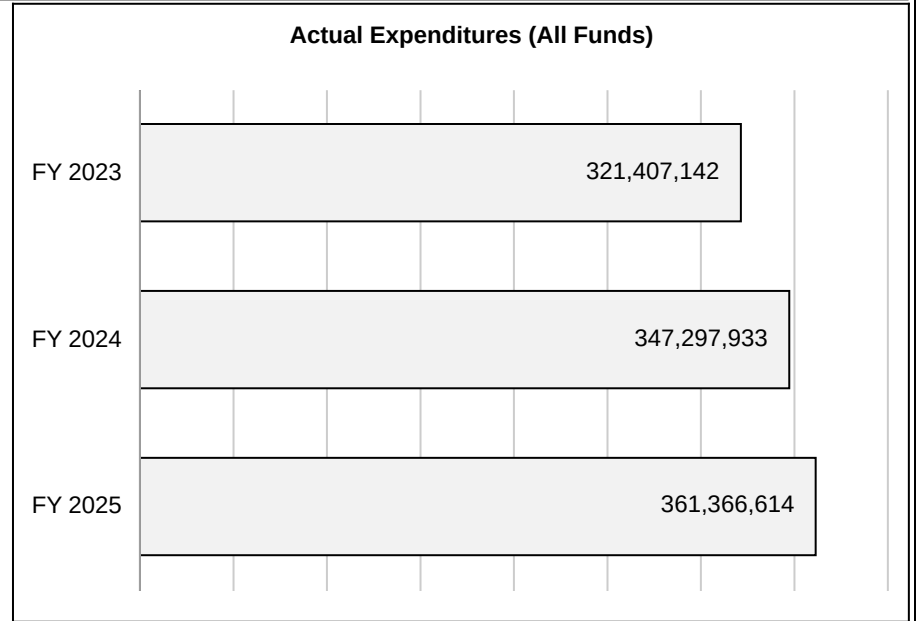 Actual Expenditures (All Funds)
FY 2023
321,407,142
FY 2024
347,297,933
FY 2025
361,366,614